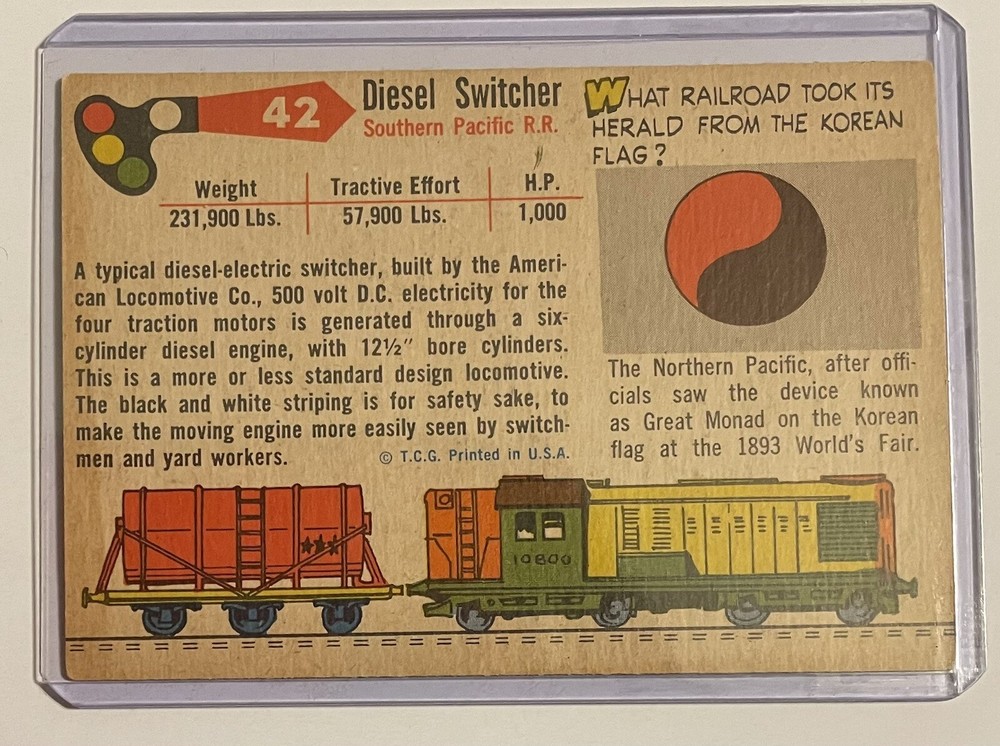 42
Diesel Switcher
Southern Pacific R.R.
Weight Tractive Effort H.P.
231,900 Lbs. 57,900 Lbs. 1,000
A typical diesel-electric switcher, built by the Ameri-
can Locomotive Co., 500 volt D.C. electricity for the
four traction motors is generated through a six-
cylinder diesel engine, with 12½" bore cylinders.
This is a more or less standard design locomotive.
The black and white striping is for safety sake, to
make the moving engine more easily seen by switch-
men and yard workers.
© T.C.G. Printed in U.S.A.
WHAT RAILROAD TOOK ITS
HERALD FROM THE KOREAN
FLAG?
The Northern Pacific, after offi-
cials saw the device known
as Great Monad on the Korean
flag at the 1893 World's Fair.
10800